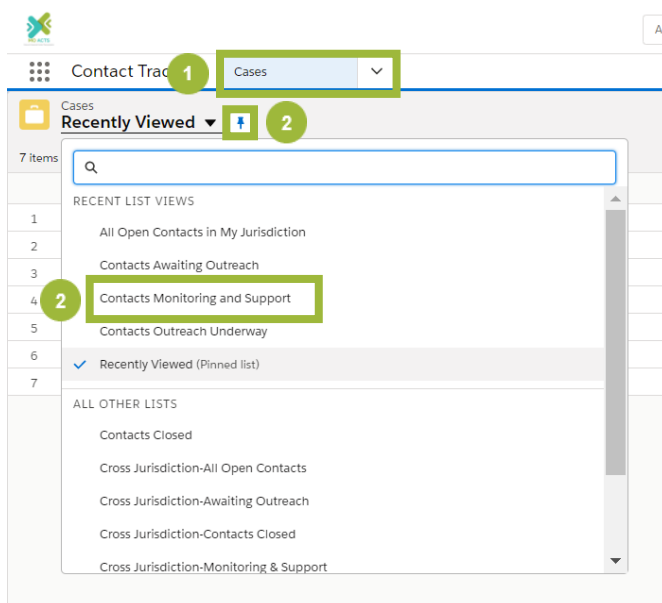 A
Contact Trac
1
Cases
Cases
Recently Viewed
2
7 items
RECENT LIST VIEWS
1
All Open Contacts in My Jurisdiction
2
Contacts Awaiting Outreach
3
Contacts Monitoring and Support
4
2
Contacts Outreach Underway
5
Recently Viewed (Pinned list)
6
7
ALL OTHER LISTS
Contacts Closed
Cross Jurisdiction-All Open Contacts
Cross Jurisdiction-Awaiting Outreach
Cross Jurisdiction-Contacts Closed
Cross Jurisdiction-Monitoring & Support